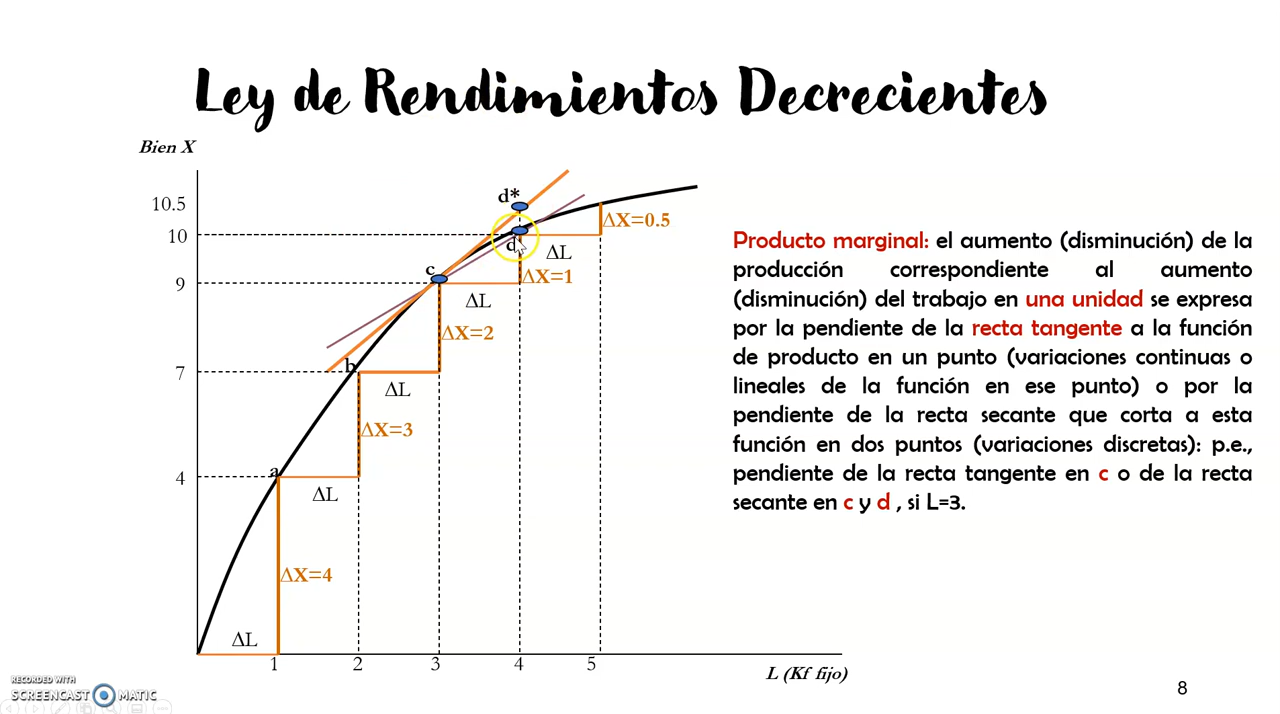 Ley de Rendimientos Decrecientes
Bien X
10.5
10
9
7
4
d*
d
c
b
a
ΔX=0.5
ΔL
ΔX=1
ΔL
ΔX=2
ΔL
ΔX=3
ΔL
ΔX=4
ΔL
1 2 3 4 5
L (Kf fijo)
Producto marginal: el aumento (disminución) de la
producción correspondiente al aumento
(disminución) del trabajo en una unidad se expresa
por la pendiente de la recta tangente a la función
de producto en un punto (variaciones continuas o
lineales de la función en ese punto) o por la
pendiente de la recta secante que corta a esta
función en dos puntos (variaciones discretas): p.e.,
pendiente de la recta tangente en c o de la recta
secante en c y d , si L=3.
RECORDED WITH
SCREENCAST MATIC
8